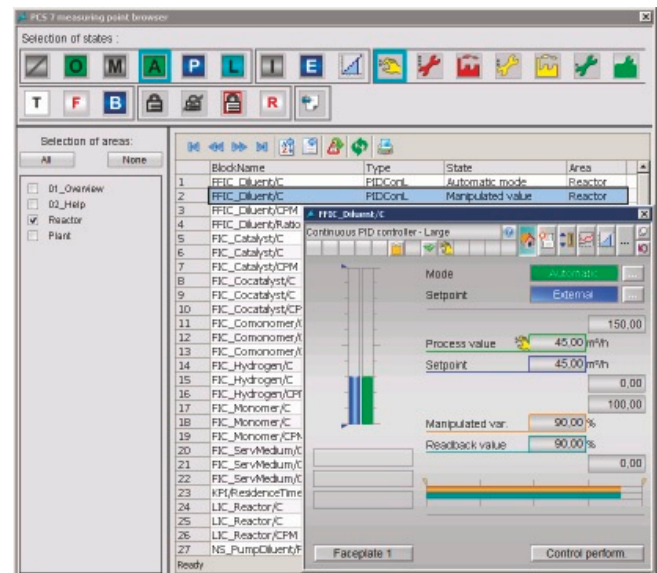 PCS 7 measuring point browser
Selection of states :
O M A P L I E
T F B R
Selection of areas:
All None
01_Overview
02_Help
Reactor
Plant
BlockName Type State Area
1 FFIC_Diluent/C PIDConL Automatic mode Reactor
2 FFIC_Diluent/C PIDConL Manipulated value Reactor
3 FFIC_Diluent/CPM
4 FFIC_Diluent/Ratio
5 FIC_Catalyst/C
6 FIC_Catalyst/C
7 FIC_Catalyst/CPM
8 FIC_Cocatalyst/C
9 FIC_Cocatalyst/C
10 FIC_Cocatalyst/CP
11 FIC_Comonomer/
12 FIC_Comonomer/
13 FIC_Comonomer/
14 FIC_Hydrogen/C
15 FIC_Hydrogen/C
16 FIC_Hydrogen/CP
17 FIC_Monomer/C
18 FIC_Monomer/C
19 FIC_Monomer/CPM
20 FIC_ServMedium/C
21 FIC_ServMedium/C
22 FIC_ServMedium/C
23 KPI/ResidenceTime
24 LIC_Reactor/C
25 LIC_Reactor/C
26 LIC_Reactor/CPM
27 NS_PumpDiluent/F
Ready
FFIC_Diluent/C
Continuous PID controller - Large
Mode Automatic ...
Setpoint External ...
150,00
Process value 45,00 m³/h
Setpoint 45,00 m³/h
0,00
100,00
Manipulated var. 90,00 %
Readback value 90,00 %
0,00
Faceplate 1 Control perform.